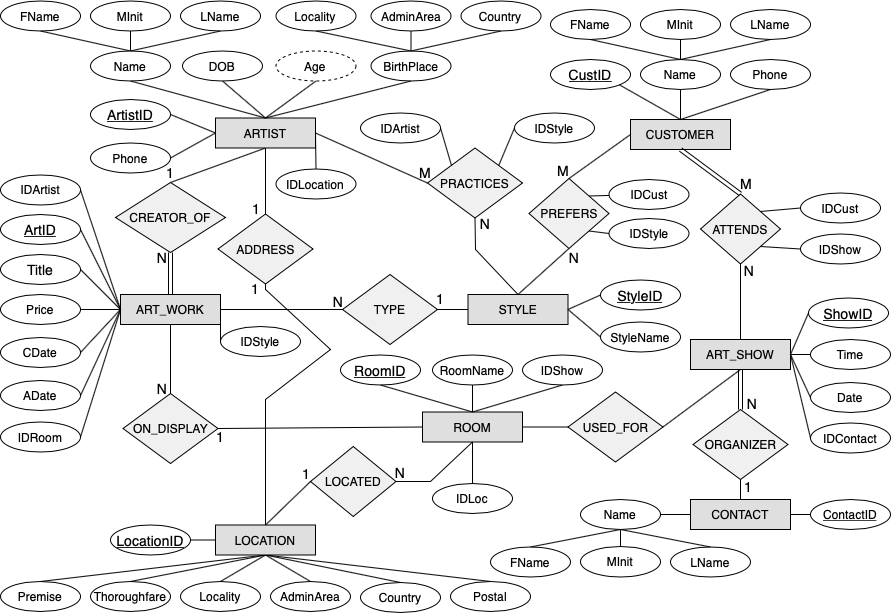 FName MInit LName Locality AdminArea Country
FName MInit LName
Name DOB Age BirthPlace
CustID Name Phone
ArtistID
ARTIST IDArtist IDStyle CUSTOMER
Phone
IDLocation M PRACTICES M M
1
IDArtist CREATOR_OF 1 N PREFERS IDCust ATTENDS IDCust
ArtID IDStyle
ADDRESS IDShow
N N N
Title 1
N TYPE 1 STYLE StyleID
Price ART_WORK
ShowID
IDStyle StyleName
CDate ART_SHOW Time
RoomID RoomName IDShow
ADate N Date
N
ON_DISPLAY 1 ROOM USED_FOR
IDRoom ORGANIZER IDContact
1 LOCATED N
1
IDLoc
Name CONTACT ContactID
LocationID LOCATION
FName MInit LName
Premise Thoroughfare Locality AdminArea Country Postal